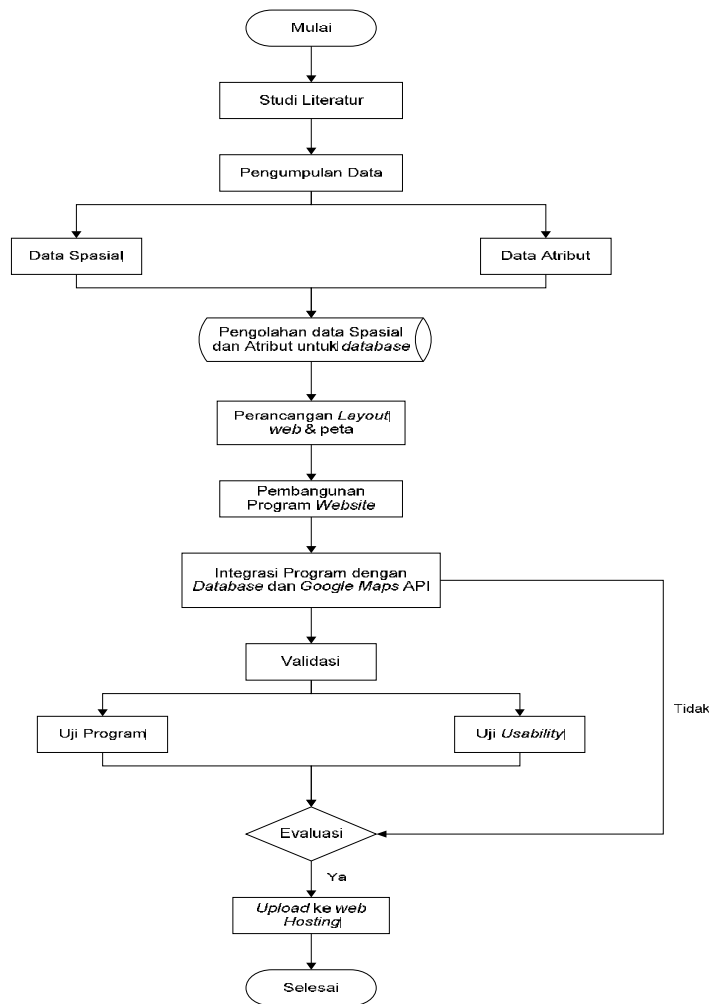 Mulai
Studi Literatur
Pengumpulan Data
Data Spasial
Data Atribut
Pengolahan data Spasial
dan Atribut untuk database
Perancangan Layout
web & peta
Pembangunan
Program Website
Integrasi Program dengan
Database dan Google Maps API
Validasi
Uji Program
Uji Usability
Tidak
Evaluasi
Ya
Upload ke web
Hosting
Selesai